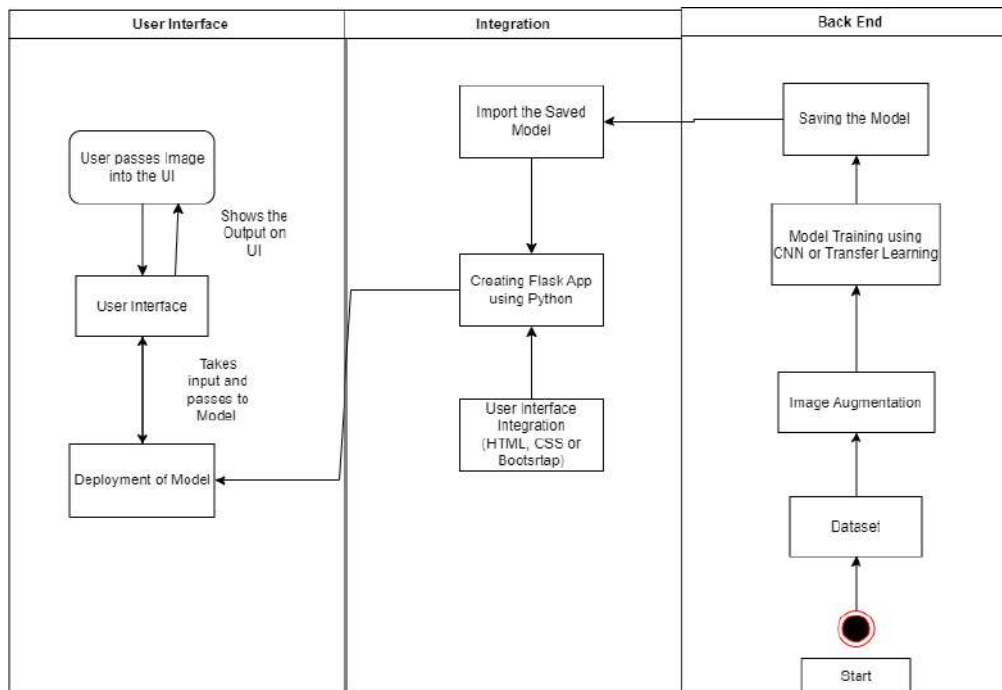 User Interface
Integration
Back End
User passes Image
into the UI
Shows the
Output on
UI
User Interface
Takes
input and
passes to
Model
Deployment of Model
Import the Saved
Model
Creating Flask App
using Python
User Interface
Integration
(HTML, CSS or
Bootsrtap)
Saving the Model
Model Training using
CNN or Transfer Learning
Image Augmentation
Dataset
Start